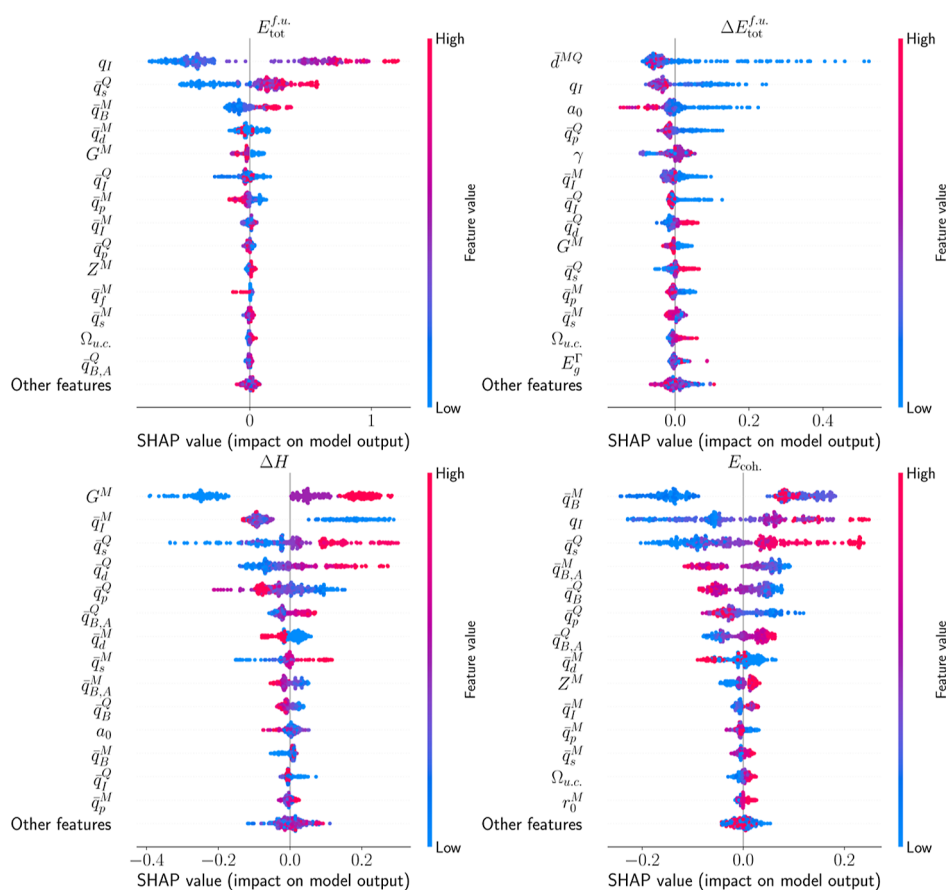 E_tot^{f.u.}
High
q_I
q̄_s^Q
q̄_B^M
q̄_d^M
G^M
q̄_I^Q
q̄_p^M
q̄_I^M
q̄_p^Q
Z^M
q̄_f^M
q̄_s^M
Ω_{u.c.}
q̄_{B,A}^Q
Other features
Feature value
Low
0 1
SHAP value (impact on model output)
ΔE_tot^{f.u.}
High
d̄^{MQ}
q_I
a_0
q̄_p^Q
γ
q̄_I^M
q̄_I^Q
q̄_d^Q
G^M
q̄_s^Q
q̄_p^M
q̄_s^M
Ω_{u.c.}
E_g^Γ
Other features
Feature value
Low
0.0 0.2 0.4
SHAP value (impact on model output)
ΔH
High
G^M
q̄_I^M
q̄_s^Q
q̄_d^Q
q̄_p^Q
q̄_{B,A}^Q
q̄_d^M
q̄_s^M
q̄_{B,A}^M
q̄_B^Q
a_0
q̄_B^M
q̄_I^Q
q̄_p^M
Other features
Feature value
Low
−0.4 −0.2 0.0 0.2
SHAP value (impact on model output)
E_{coh.}
High
q̄_B^M
q_I
q̄_s^Q
q̄_{B,A}^M
q̄_B^Q
q̄_p^Q
q̄_{B,A}^Q
q̄_d^M
Z^M
q̄_I^M
q̄_p^M
q̄_s^M
Ω_{u.c.}
r_0^M
Other features
Feature value
Low
−0.2 0.0 0.2
SHAP value (impact on model output)